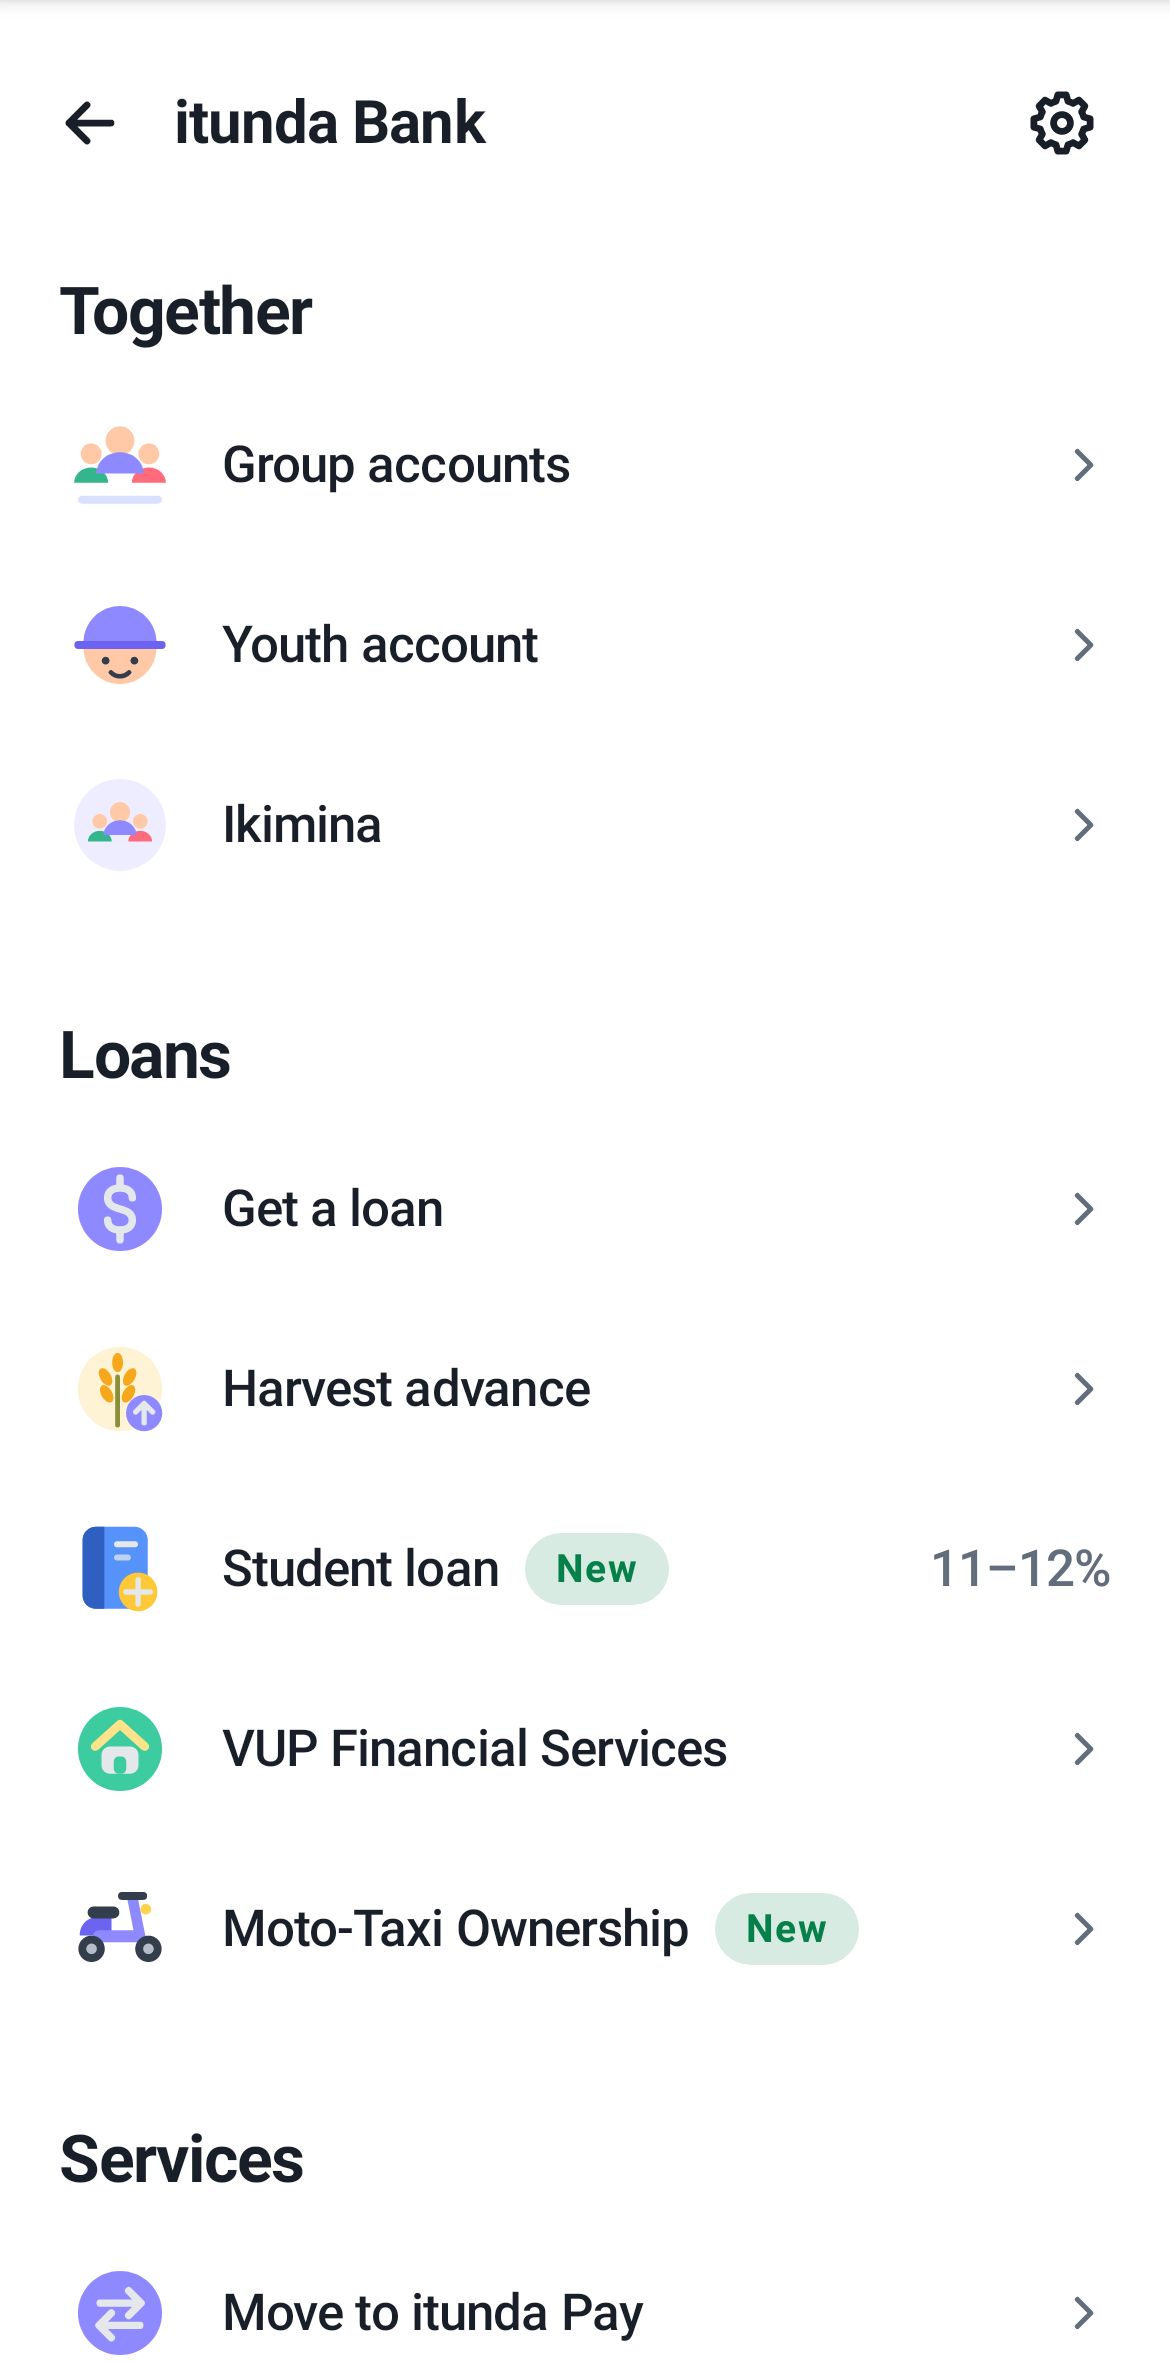 itunda Bank
Together
Group accounts
Youth account
Ikimina
Loans
Get a loan
Harvest advance
Student loan New 11–12%
VUP Financial Services
Moto-Taxi Ownership New
Services
Move to itunda Pay